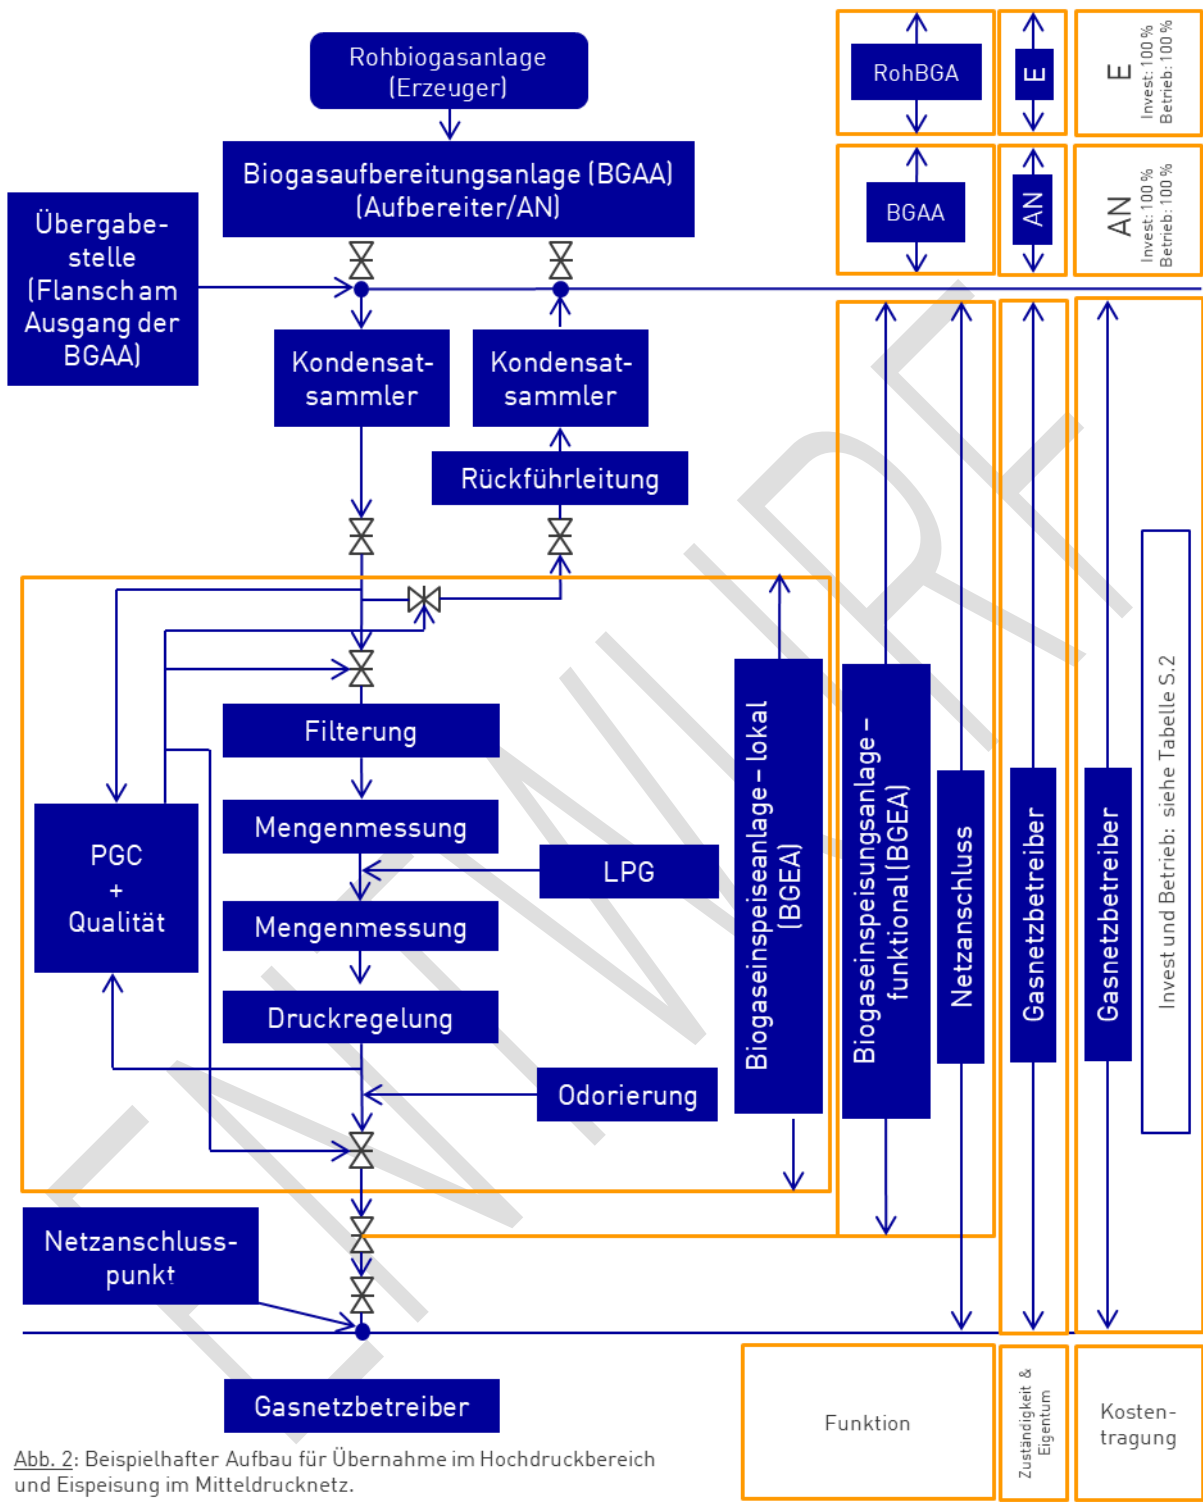 Rohbiogasanlage
(Erzeuger)
RohBGA
E
E
Invest: 100 %
Betrieb: 100 %
Biogasaufbereitungsanlage (BGAA)
(Aufbereiter/AN)
BGAA
AN
AN
Invest: 100 %
Betrieb: 100 %
Übergabe-
stelle
(Flansch am
Ausgang der
BGAA)
Kondensat-
sammler
Kondensat-
sammler
Rückführleitung
Filterung
Mengenmessung
LPG
Mengenmessung
Druckregelung
Odorierung
PGC
+
Qualität
Biogaseinspeiseanlage – lokal
(BGEA)
Biogaseinspeisungsanlage –
funktional (BGEA)
Netzanschluss
Gasnetzbetreiber
Gasnetzbetreiber
Invest und Betrieb: siehe Tabelle S.2
Netzanschluss-
punkt
Gasnetzbetreiber
Funktion
Zuständigkeit &
Eigentum
Kosten-
tragung
Abb. 2: Beispielhafter Aufbau für Übernahme im Hochdruckbereich
und Eispeisung im Mitteldrucknetz.
ENTWURF